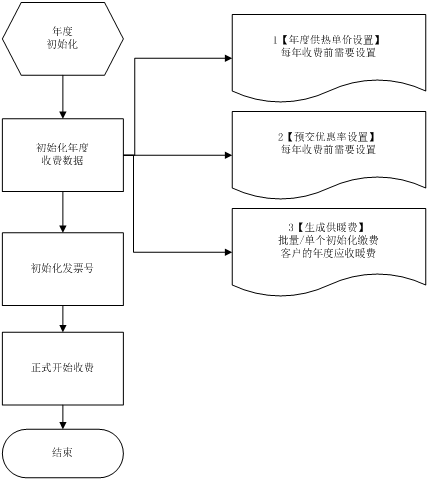 年度
初始化
1【年度供热单价设置】
每年收费前需要设置
初始化年度
收费数据
2【预交优惠率设置】
每年收费前需要设置
3【生成供暖费】
批量/单个初始化缴费
客户的年度应收暖费
初始化发票号
正式开始收费
结束